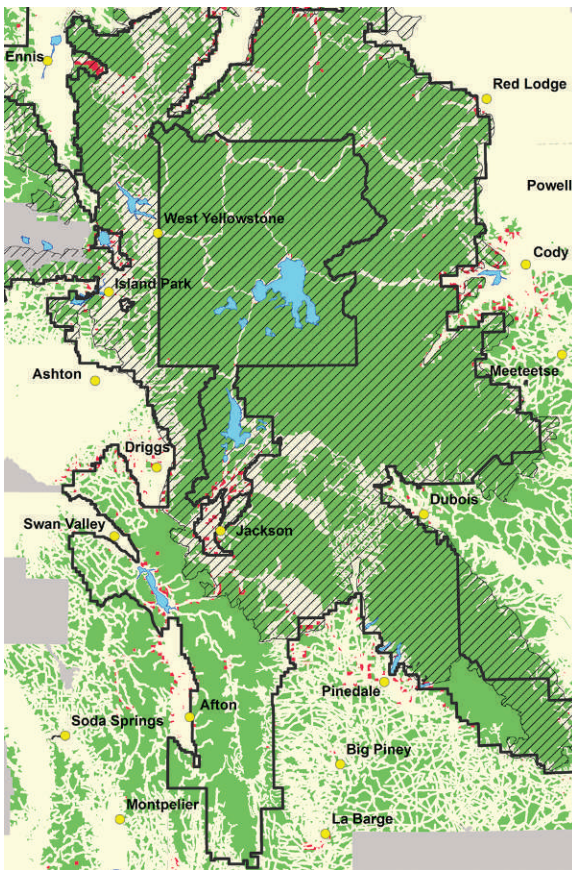 Ennis
Red Lodge
Powell
West Yellowstone
Cody
Island Park
Meeteetse
Ashton
Driggs
Dubois
Swan Valley
Jackson
Pinedale
Afton
Soda Springs
Big Piney
Montpelier
La Barge